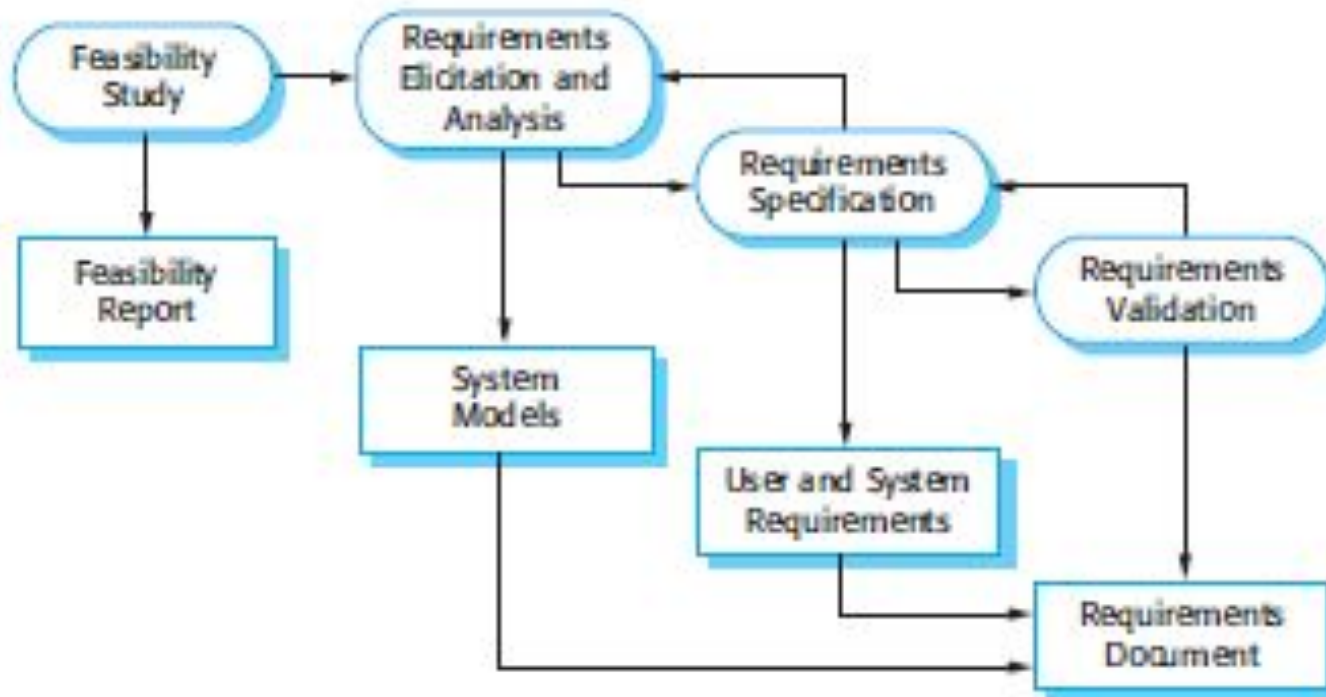 Feasibility
Study
Requirements
Elicitation and
Analysis
Requirements
Specification
Requirements
Validation
Feasibility
Report
System
Models
User and System
Requirements
Requirements
Document